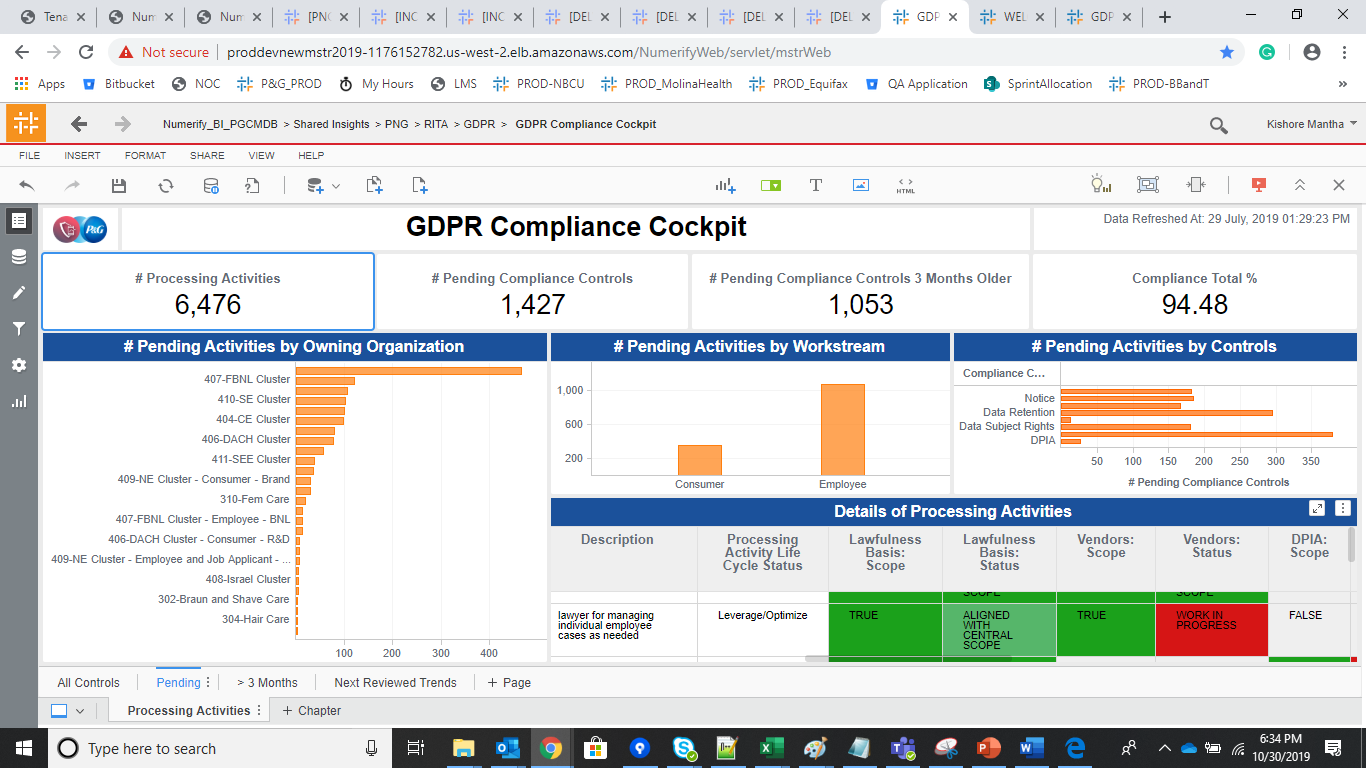 Tena
Num
Num
[PN
[INC
[INC
[DEL
[DEL
[DEL
[DEL
GDP
WEL
GDP
Not secure | proddevnewmstr2019-1176152782.us-west-2.elb.amazonaws.com/NumerifyWeb/servlet/mstrWeb
Apps Bitbucket NOC P&G_PROD My Hours LMS PROD-NBCU PROD_MolinaHealth PROD_Equifax QA Application SprintAllocation PROD-BBandT »
Numerify_BI_PGCMDB > Shared Insights > PNG > RITA > GDPR > GDPR Compliance Cockpit
Kishore Mantha
FILE INSERT FORMAT SHARE VIEW HELP
HTML
P&G
GDPR Compliance Cockpit
Data Refreshed At: 29 July, 2019 01:29:23 PM
# Processing Activities
6,476
# Pending Compliance Controls
1,427
# Pending Compliance Controls 3 Months Older
1,053
Compliance Total %
94.48
# Pending Activities by Owning Organization
407-FBNL Cluster
410-SE Cluster
404-CE Cluster
406-DACH Cluster
411-SEE Cluster
409-NE Cluster - Consumer - Brand
310-Fem Care
407-FBNL Cluster - Employee - BNL
406-DACH Cluster - Consumer - R&D
409-NE Cluster - Employee and Job Applicant - ...
408-Israel Cluster
302-Braun and Shave Care
304-Hair Care
100 200 300 400
# Pending Activities by Workstream
1,000
600
200
Consumer Employee
# Pending Activities by Controls
Compliance C...
Notice
Data Retention
Data Subject Rights
DPIA
50 100 150 200 250 300 350
# Pending Compliance Controls
Details of Processing Activities
Description
Processing
Activity Life
Cycle Status
Lawfulness
Basis:
Scope
Lawfulness
Basis:
Status
Vendors:
Scope
Vendors:
Status
DPIA:
Scope
SCOPE
SCOPE
lawyer for managing
individual employee
cases as needed
Leverage/Optimize
TRUE
ALIGNED
WITH
CENTRAL
SCOPE
TRUE
WORK IN
PROGRESS
FALSE
All Controls Pending > 3 Months Next Reviewed Trends + Page
Processing Activities + Chapter
Type here to search
6:34 PM
10/30/2019